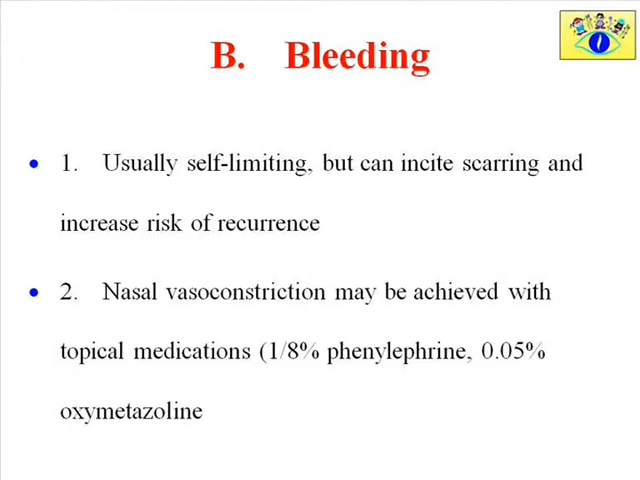 B. Bleeding
1. Usually self-limiting, but can incite scarring and
increase risk of recurrence
2. Nasal vasoconstriction may be achieved with
topical medications (1/8% phenylephrine, 0.05%
oxymetazoline